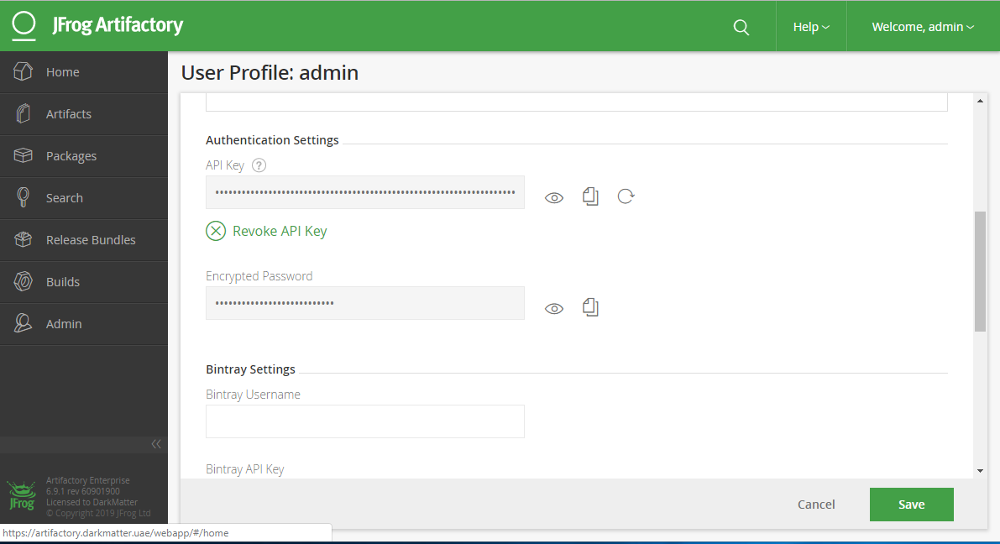 JFrog Artifactory
Help
Welcome, admin
Home
Artifacts
Packages
Search
Release Bundles
Builds
Admin
JFrog
Artifactory Enterprise
6.9.1 rev 60901900
Licensed to DarkMatter
© Copyright 2019 JFrog Ltd
https://artifactory.darkmatter.uae/webapp/#/home
User Profile: admin
Authentication Settings
API Key ?
Revoke API Key
Encrypted Password
Bintray Settings
Bintray Username
Bintray API Key
Cancel
Save